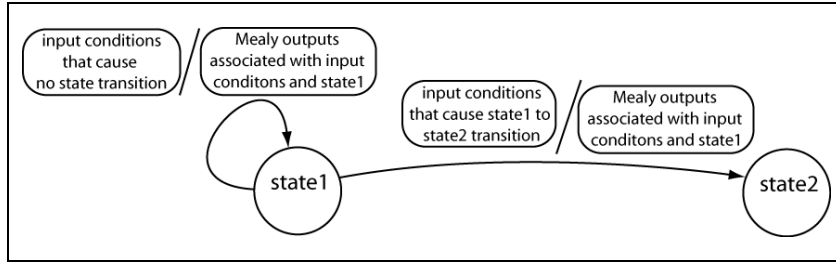 input conditions
that cause
no state transition
Mealy outputs
associated with input
conditons and state1
input conditions
that cause state1 to
state2 transition
Mealy outputs
associated with input
conditons and state1
state1
state2